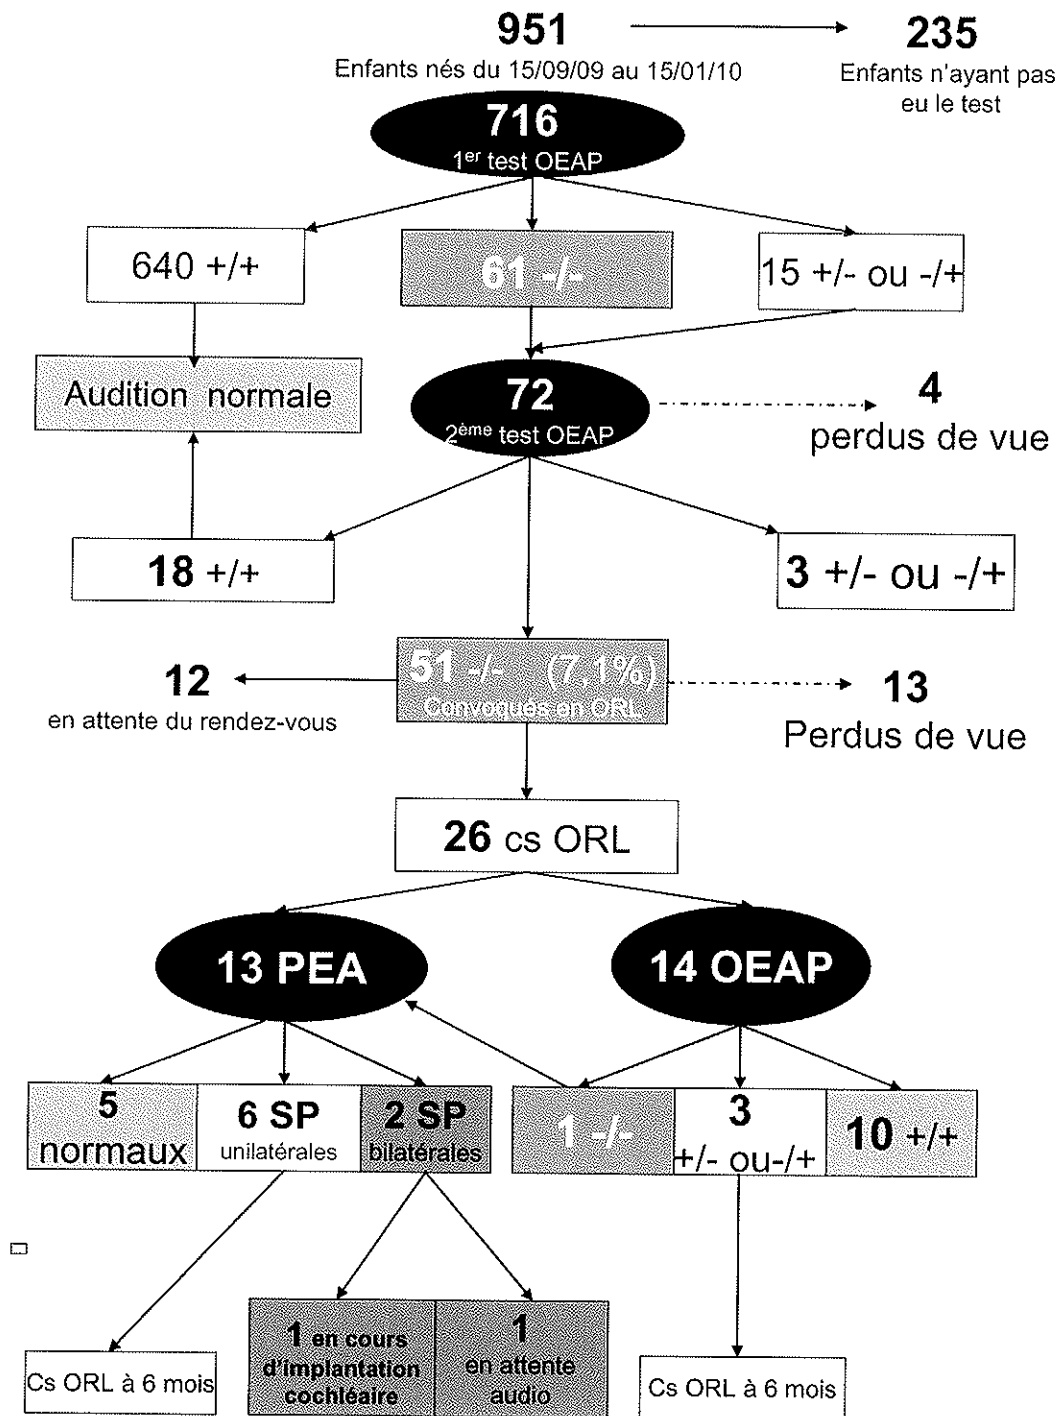 951
Enfants nés du 15/09/09 au 15/01/10
235
Enfants n'ayant pas
eu le test
716
1er test OEAP
640 +/+
61 -/-
15 +/- ou -/+
Audition normale
72
2ème test OEAP
4
perdus de vue
18 +/+
3 +/- ou -/+
51 -/- (7,1%)
Convoqués en ORL
12
en attente du rendez-vous
13
Perdus de vue
26 cs ORL
13 PEA
14 OEAP
5
normaux
6 SP
unilatérales
2 SP
bilatérales
1 -/-
3
+/- ou-/+
10 +/+
Cs ORL à 6 mois
1 en cours
d'implantation
cochléaire
1
en attente
audio
Cs ORL à 6 mois